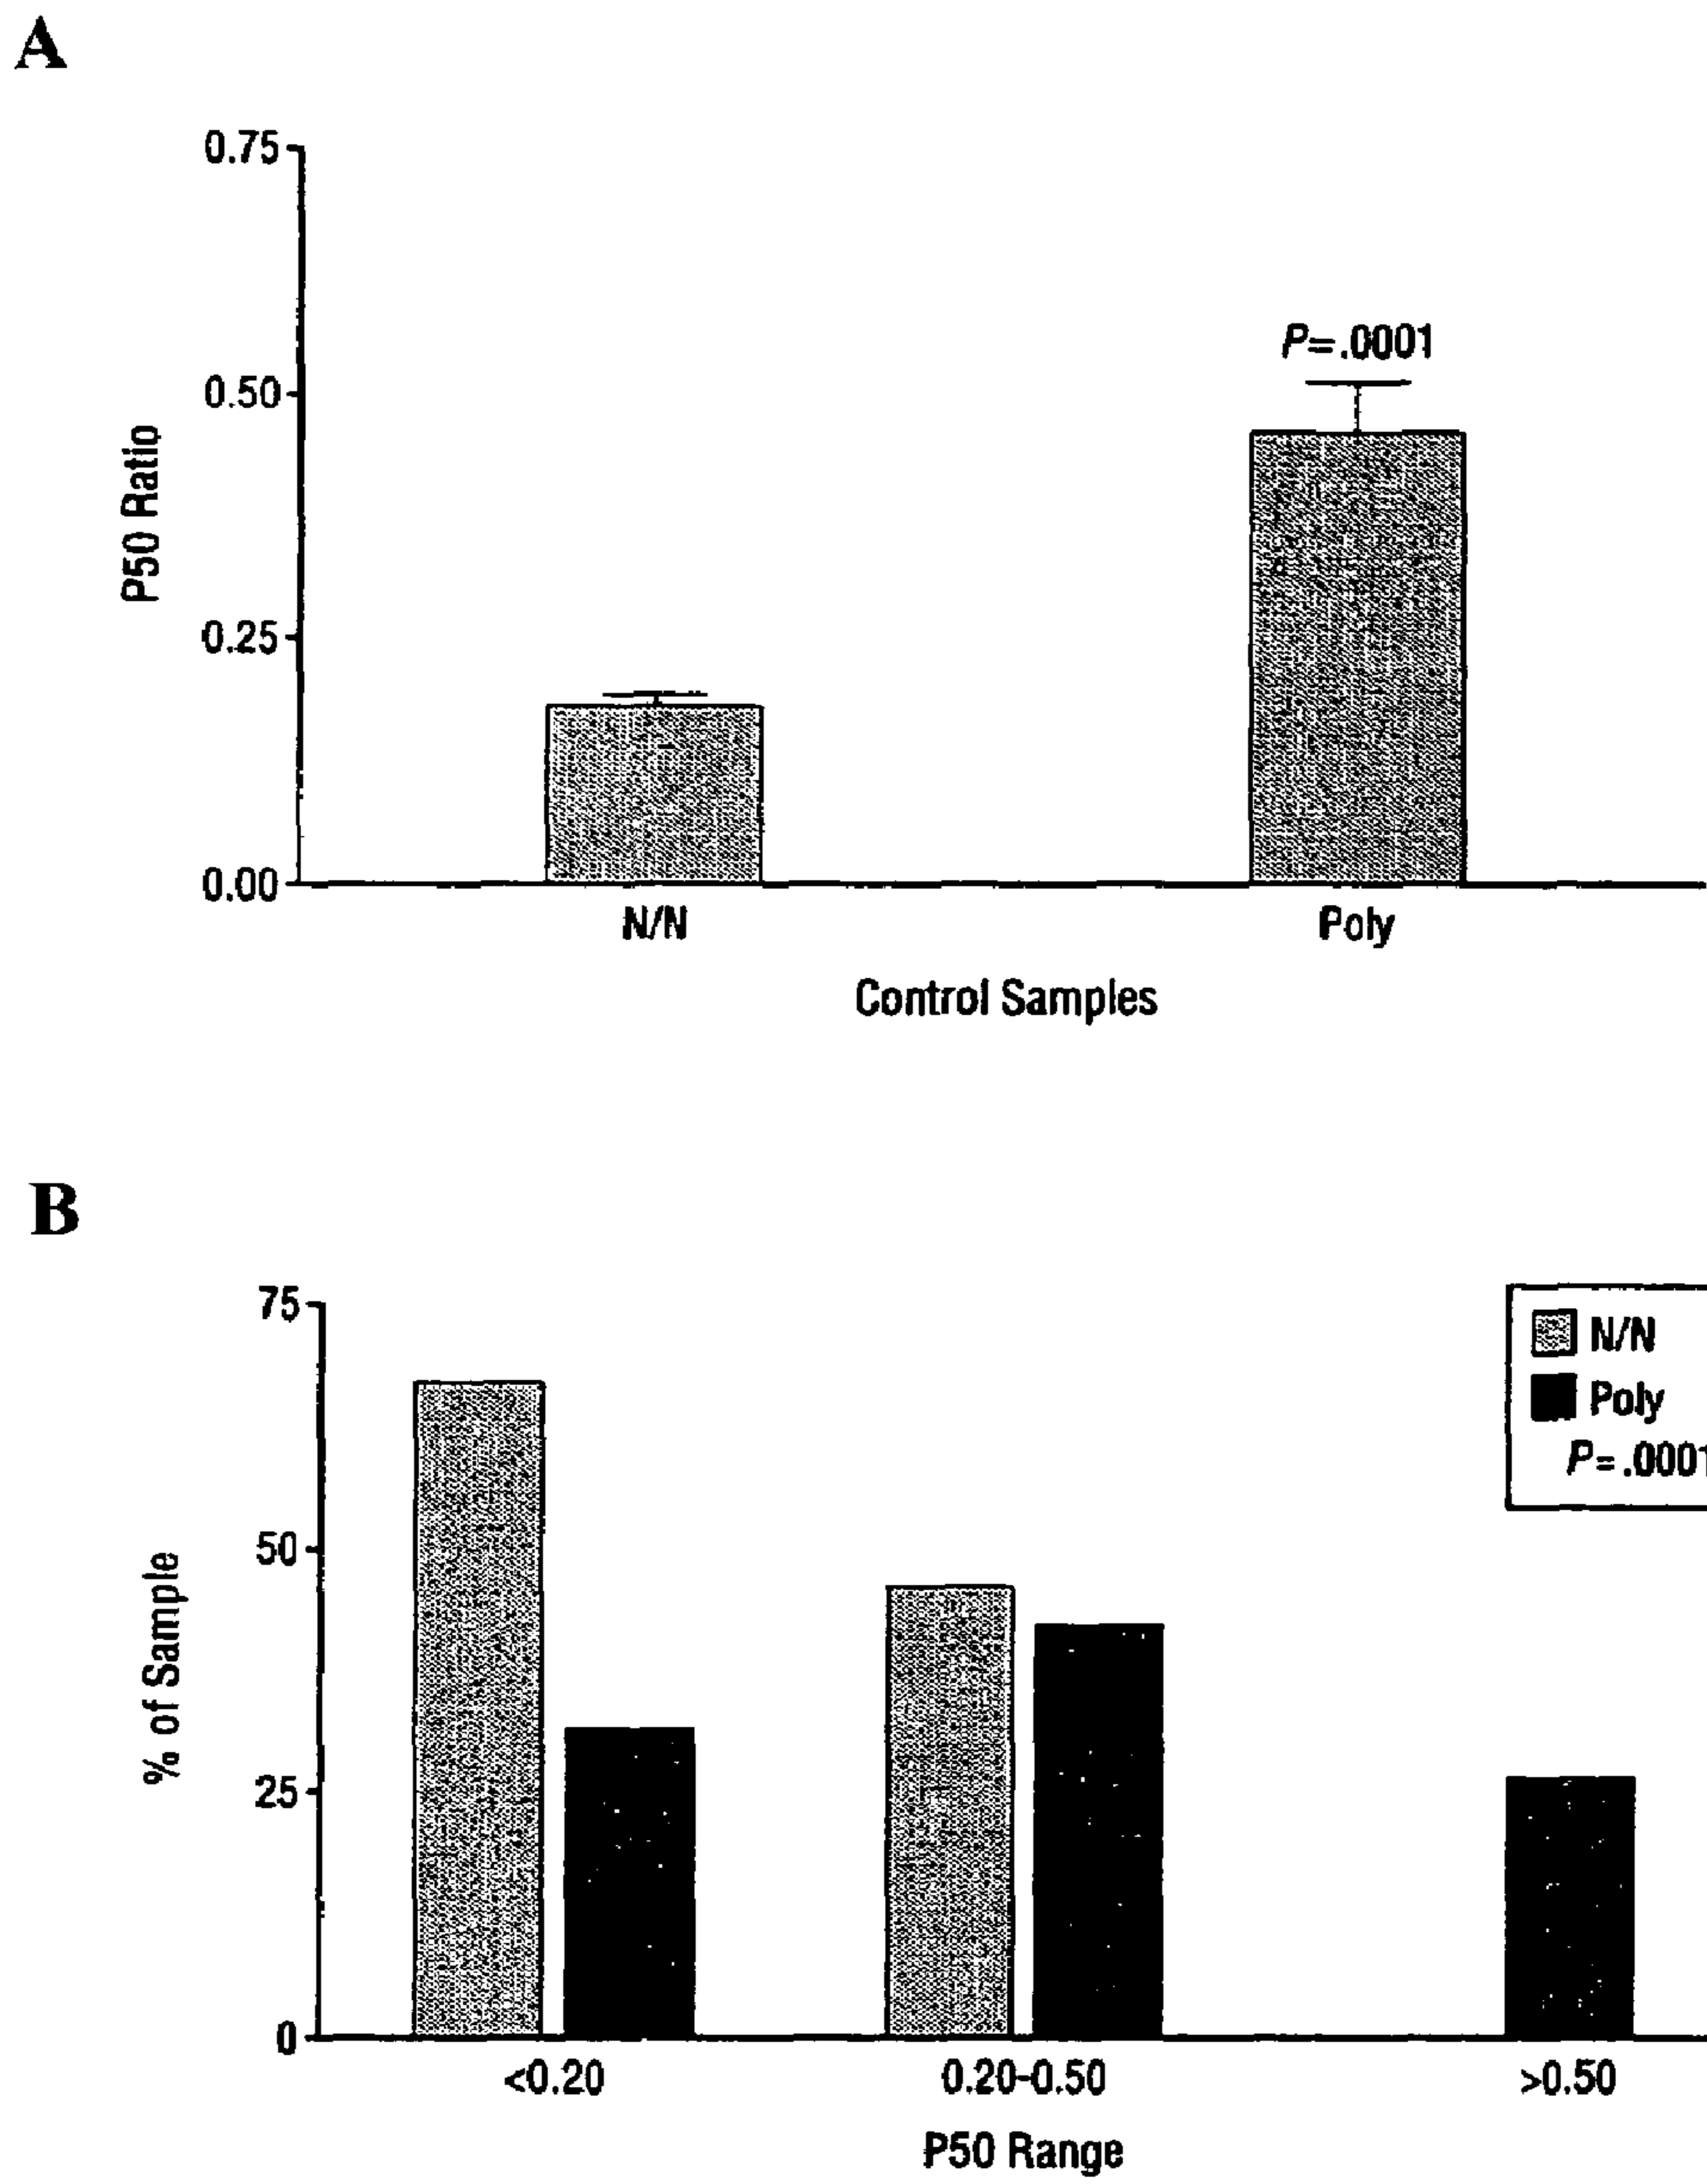 A
0.75
P=.0001
0.50
P50 Ratio
0.25
0.00
N/N
Poly
Control Samples
B
75
N/N
Poly
P=.0001
50
% of Sample
25
0
<0.20
0.20-0.50
>0.50
P50 Range